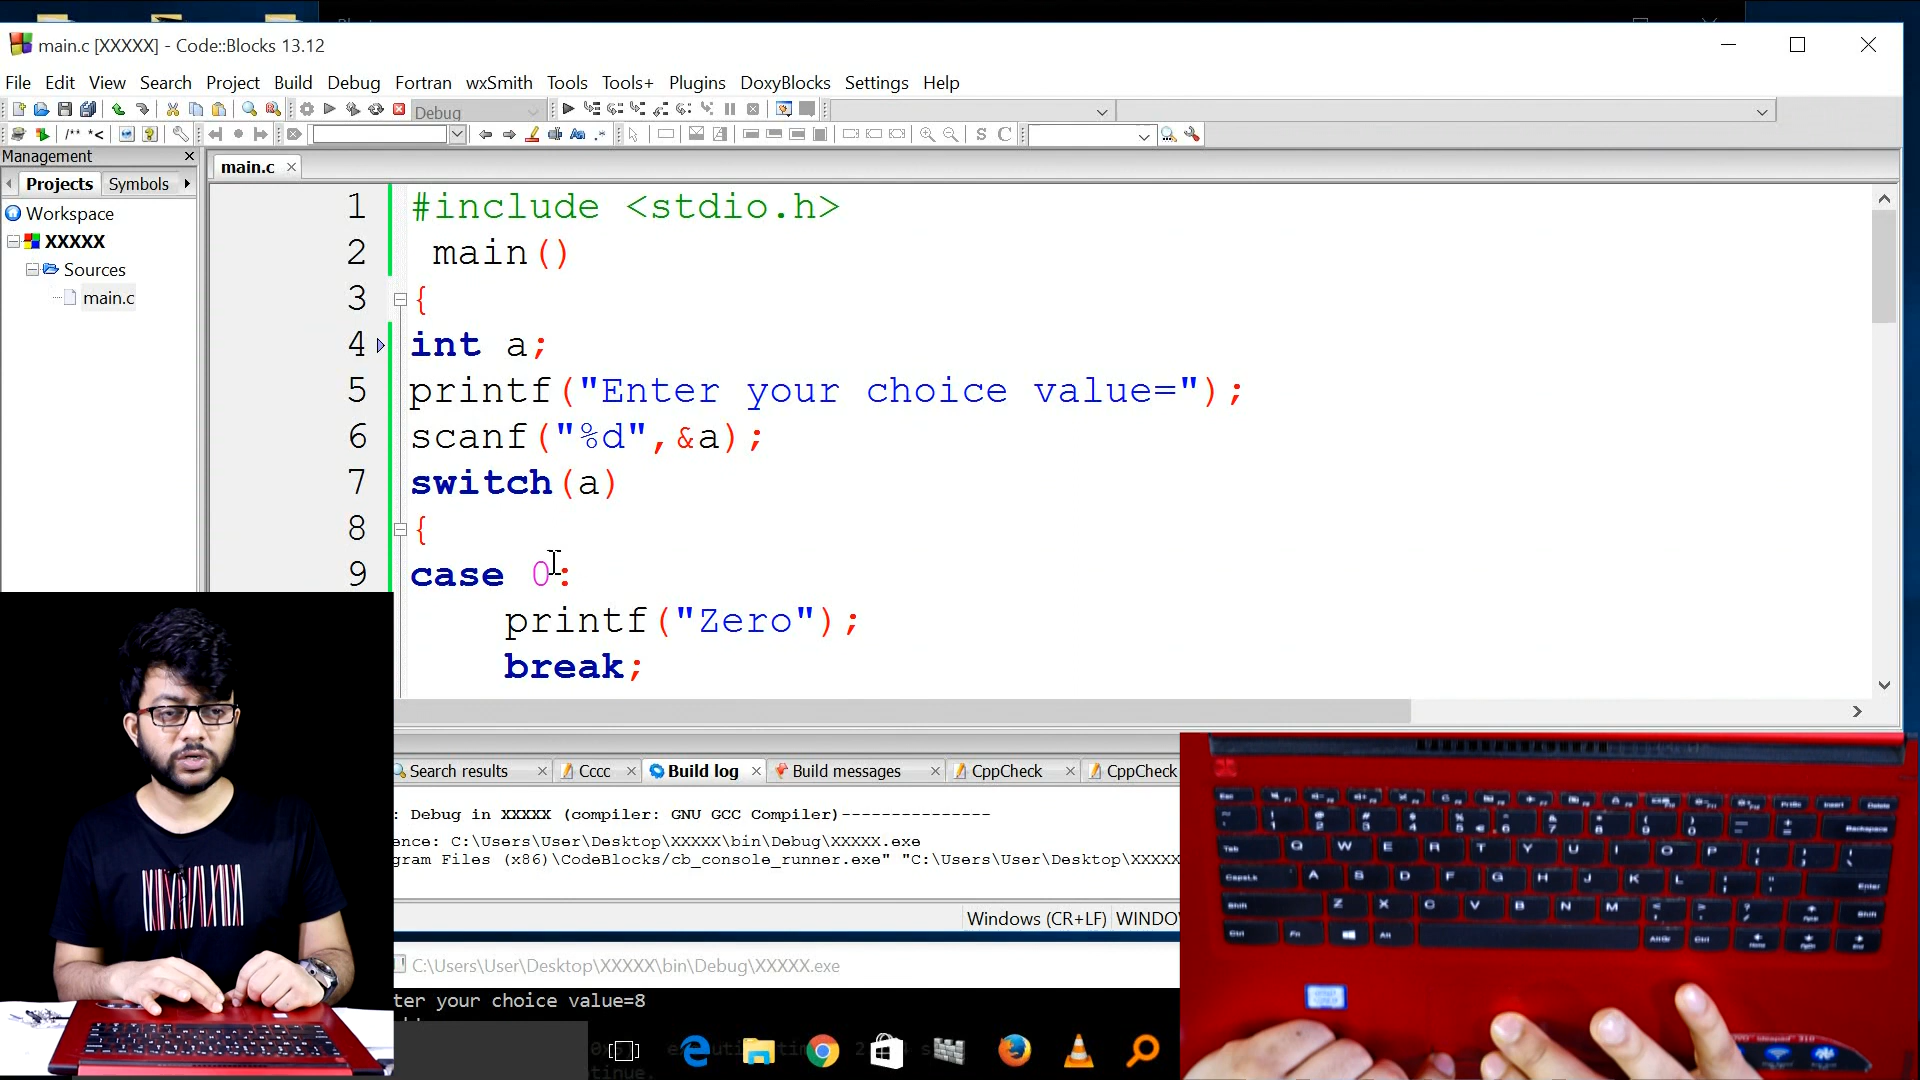 main.c [XXXXX] - Code::Blocks 13.12
File Edit View Search Project Build Debug Fortran wxSmith Tools Tools+ Plugins DoxyBlocks Settings Help
Debug
/** *<
S C
Management
Projects Symbols
main.c
Workspace
XXXXX
Sources
main.c
1 #include <stdio.h>
2 main()
3 {
4 int a;
5 printf("Enter your choice value=");
6 scanf("%d",&a);
7 switch(a)
8 {
9 case 0:
printf("Zero");
break;
Search results Cccc Build log Build messages CppCheck CppCheck
: Debug in XXXXX (compiler: GNU GCC Compiler)---------------
ence: C:\Users\User\Desktop\XXXXX\bin\Debug\XXXXX.exe
gram Files (x86)\CodeBlocks/cb_console_runner.exe" "C:\Users\User\Desktop\XXXXX
Windows (CR+LF) WINDO
C:\Users\User\Desktop\XXXXX\bin\Debug\XXXXX.exe
ter your choice value=8
tinue.
Q W E R T Y U I O P
A S D F G H J K L
Z X C V B N M